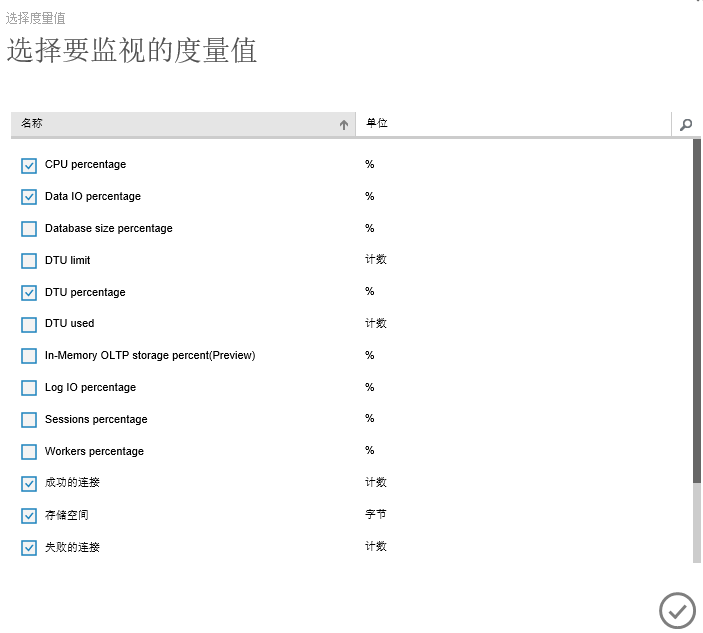 选择度量值
选择要监视的度量值
名称 单位
CPU percentage %
Data IO percentage %
Database size percentage %
DTU limit 计数
DTU percentage %
DTU used 计数
In-Memory OLTP storage percent(Preview) %
Log IO percentage %
Sessions percentage %
Workers percentage %
成功的连接 计数
存储空间 字节
失败的连接 计数